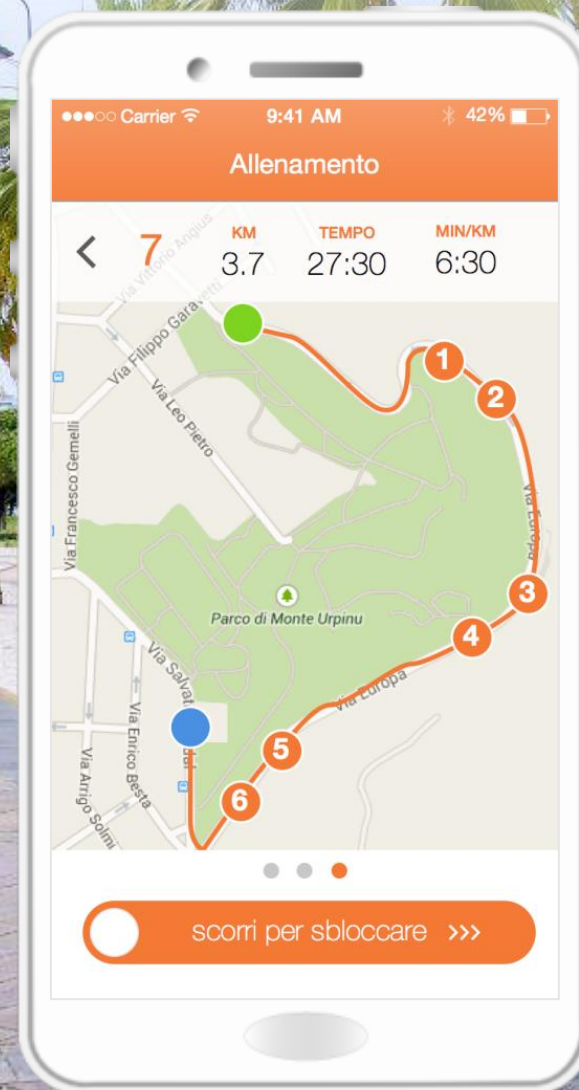 Carrier 9:41 AM 42%
Allenamento
7
KM TEMPO MIN/KM
3.7 27:30 6:30
Via Vittorio Angius
Via Filippo Garavetti
Via Leo Pietro
Via Francesco Gemelli
1
2
Via Europa
3
Parco di Monte Urpinu
4
Via Europa
Via Salvat
5
Via Enrico Besta
Via Arrigo Solmi
6
scorri per sbloccare >>>